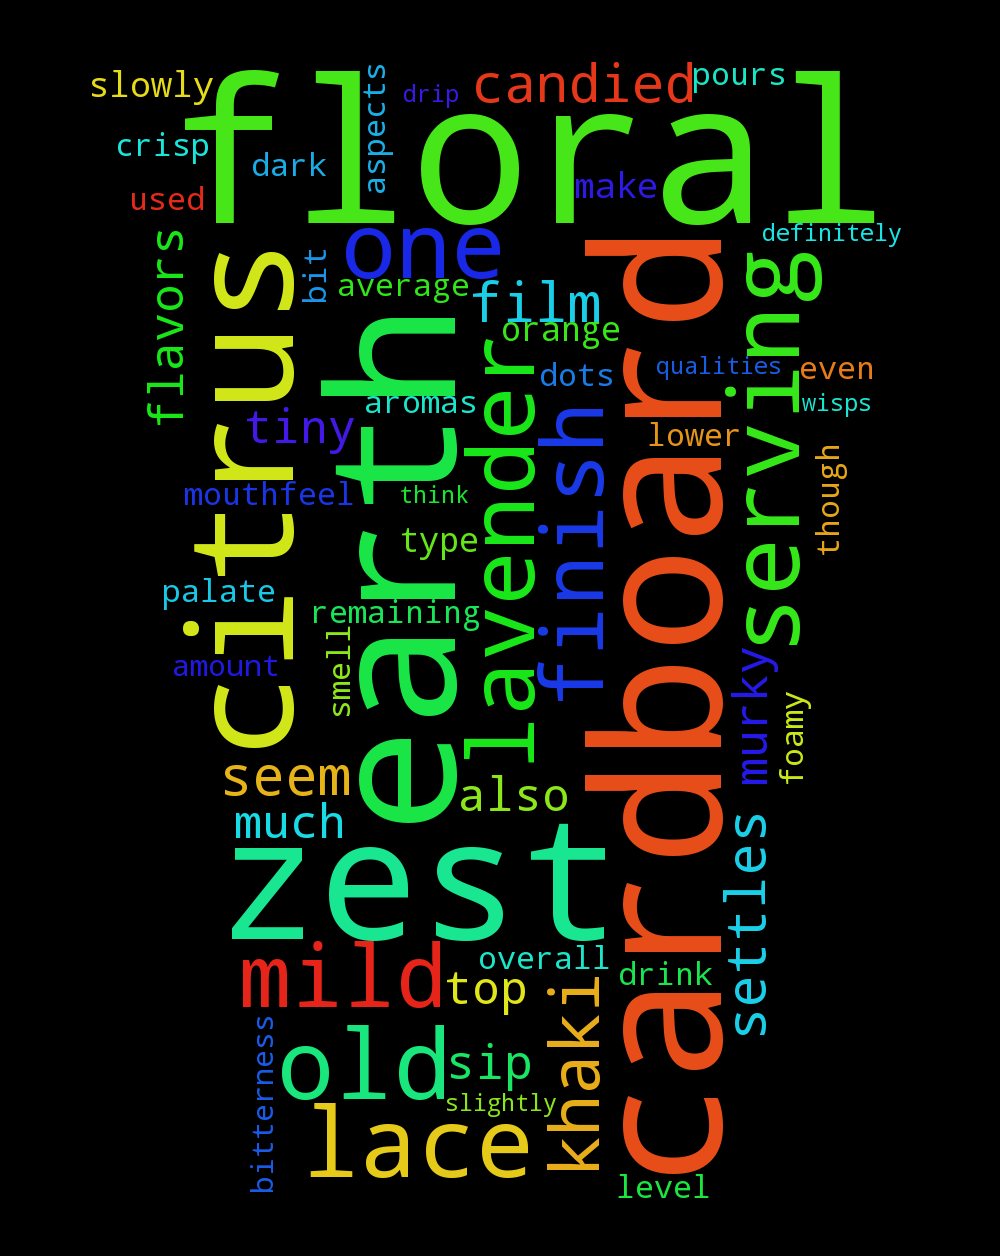 slowly
aspects
drip
candied
pours
floral
crisp
dark
used
make
flavors
citrus
bit
one
average
film
orange
definitely
cardboard
serving
earth
lavender
finish
dots
qualities
even
wisps
aromas
tiny
lower
though
mouthfeel
think
type
palate
remaining
amount
smell
murky
foamy
seem
also
much
zest
settles
mild
overall
top
drink
khaki
old
sip
bitterness
slightly
lace
level